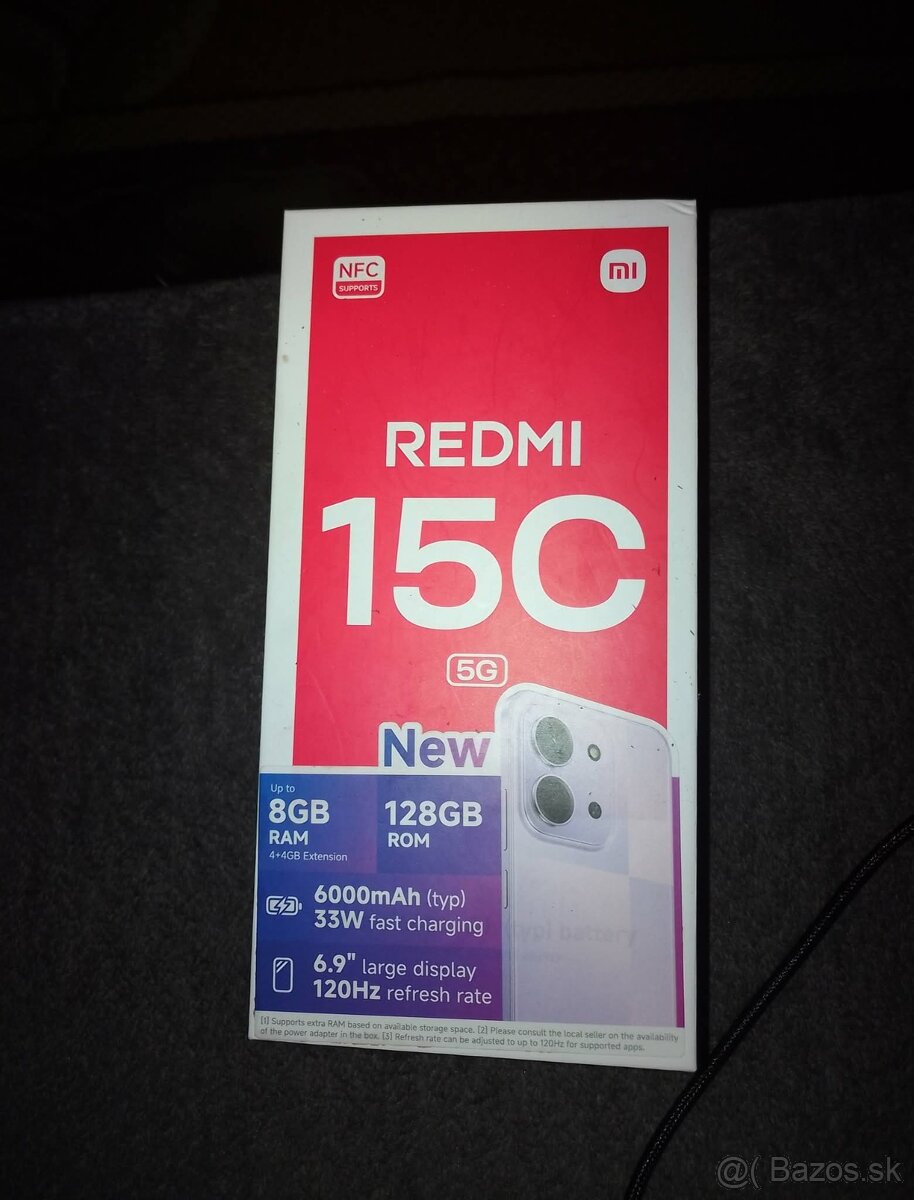 NFC
SUPPORTS
mi
REDMI
15C
5G
New
Up to
8GB
RAM
4+4GB Extension
128GB
ROM
6000mAh (typ)
33W fast charging
6.9" large display
120Hz refresh rate
[1] Supports extra RAM based on available storage space. [2] Please consult the local seller on the availability
of the power adapter in the box. [3] Refresh rate can be adjusted to up to 120Hz for supported apps.
@( Bazos.sk